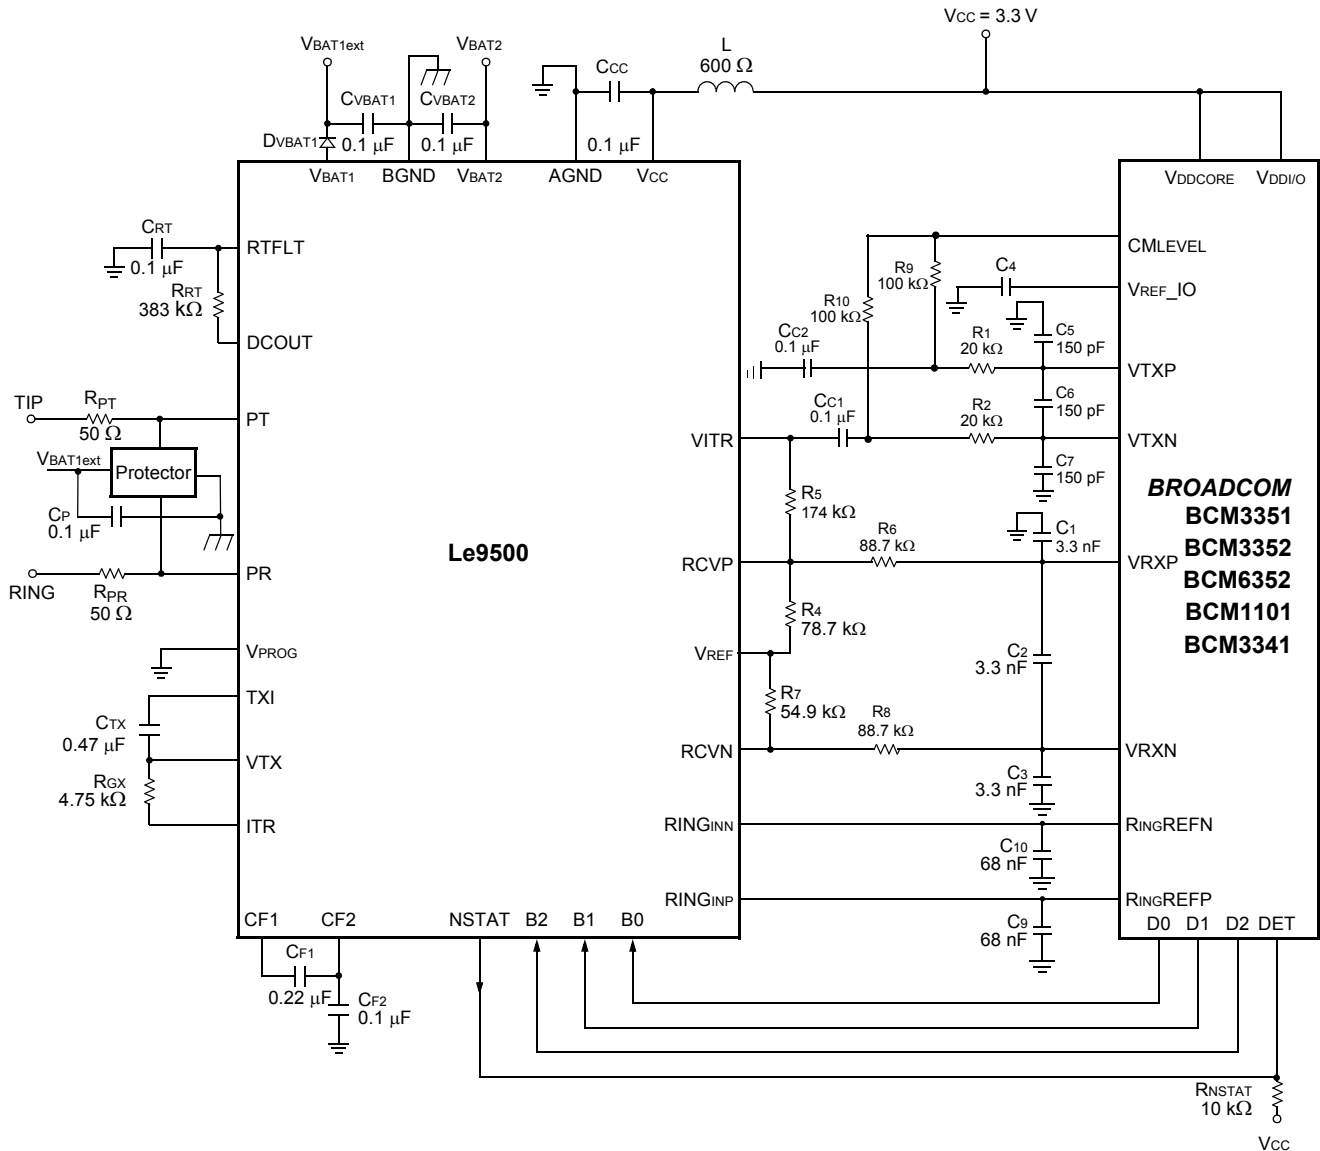 VCC = 3.3 V
VBAT1ext
VBAT2
L
600 Ω
CCC
CVBAT1
CVBAT2
DVBAT1
0.1 μF
0.1 μF
0.1 μF
VBAT1
BGND
VBAT2
AGND
VCC
VDDCORE
VDDI/O
CRT
0.1 μF
RTFLT
RRT
383 kΩ
DCOUT
R9
100 kΩ
R10
100 kΩ
C4
CMLEVEL
VREF_IO
CC2
0.1 μF
R1
20 kΩ
C5
150 pF
VTXP
TIP
RPT
50 Ω
PT
C6
150 pF
CC1
0.1 μF
R2
20 kΩ
VITR
VTXN
VBAT1ext
Protector
C7
150 pF
CP
0.1 μF
R5
174 kΩ
BROADCOM
BCM3351
BCM3352
BCM6352
BCM1101
BCM3341
Le9500
R6
88.7 kΩ
C1
3.3 nF
RCVP
VRXP
RING
RPR
50 Ω
PR
R4
78.7 kΩ
VPROG
VREF
C2
3.3 nF
TXI
CTX
0.47 μF
R7
54.9 kΩ
R8
88.7 kΩ
VTX
RCVN
VRXN
RGX
4.75 kΩ
C3
3.3 nF
ITR
RINGINN
RINGREFN
C10
68 nF
RINGINP
RINGREFP
CF1
CF2
NSTAT
B2
B1
B0
C9
68 nF
D0
D1
D2
DET
CF1
0.22 μF
CF2
0.1 μF
RNSTAT
10 kΩ
VCC